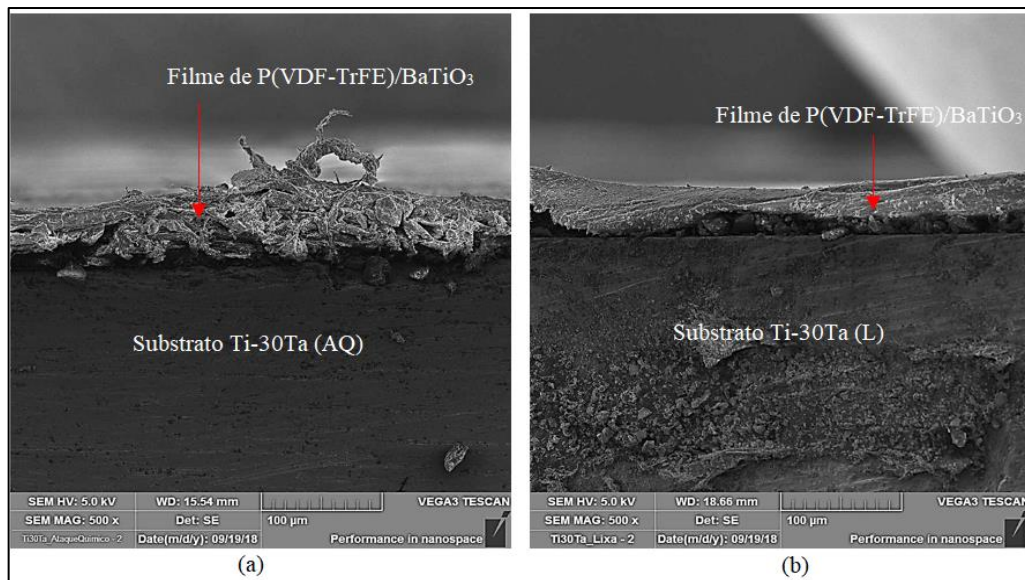 Filme de P(VDF-TrFE)/BaTiO₃
Substrato Ti-30Ta (AQ)
SEM HV: 5.0 kV
WD: 15.54 mm
VEGA3 TESCAN
SEM MAG: 500 x
Det: SE
100 µm
Ti30Ta_AtaqueQuimico - 2
Date(m/d/y): 09/19/18
Performance in nanospace
(a)
Filme de P(VDF-TrFE)/BaTiO₃
Substrato Ti-30Ta (L)
SEM HV: 5.0 kV
WD: 18.66 mm
VEGA3 TESCAN
SEM MAG: 500 x
Det: SE
100 µm
Ti30Ta_Lixa - 2
Date(m/d/y): 09/19/18
Performance in nanospace
(b)